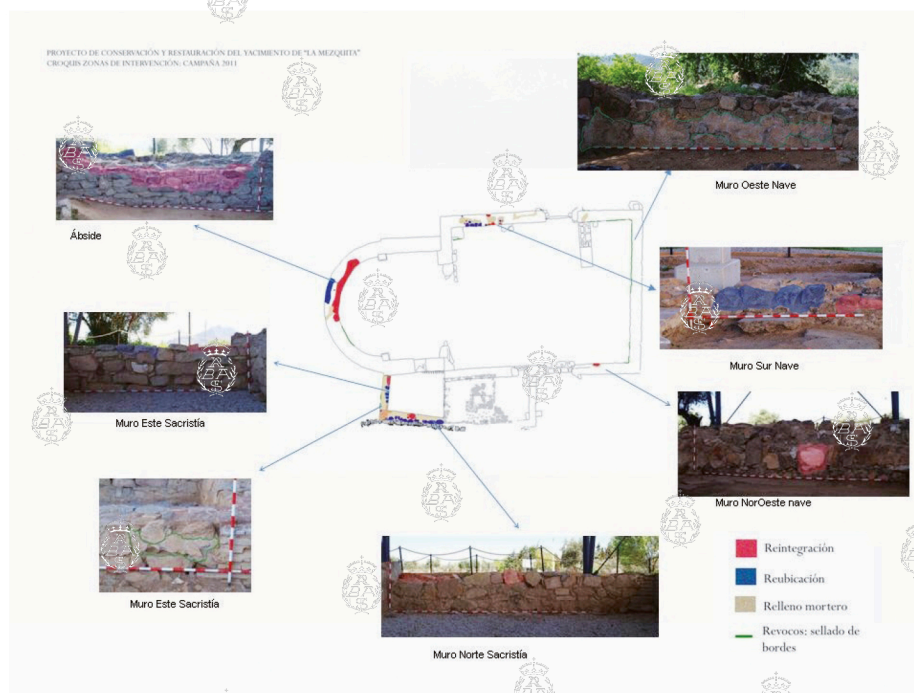 PROYECTO DE CONSERVACIÓN Y RESTAURACIÓN DEL YACIMIENTO DE "LA MEZQUITA"
CROQUIS ZONAS DE INTERVENCIÓN: CAMPAÑA 2011
Muro Oeste Nave
Ábside
Muro Sur Nave
Muro Este Sacristía
Muro NorOeste nave
Muro Este Sacristía
Muro Norte Sacristía
Reintegración
Reubicación
Relleno mortero
Revocos: sellado de
bordes